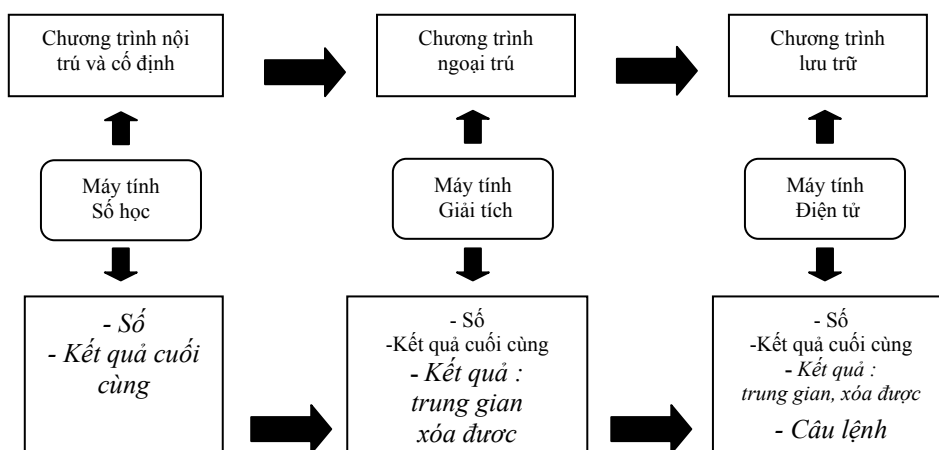 Chương trình nội
trú và cố định
Chương trình
ngoại trú
Chương trình
lưu trữ
Máy tính
Số học
Máy tính
Giải tích
Máy tính
Điện tử
- Số
- Kết quả cuối
cùng
- Số
-Kết quả cuối cùng
- Kết quả :
trung gian
xóa đươc
- Số
-Kết quả cuối cùng
- Kết quả :
trung gian, xóa được
- Câu lệnh